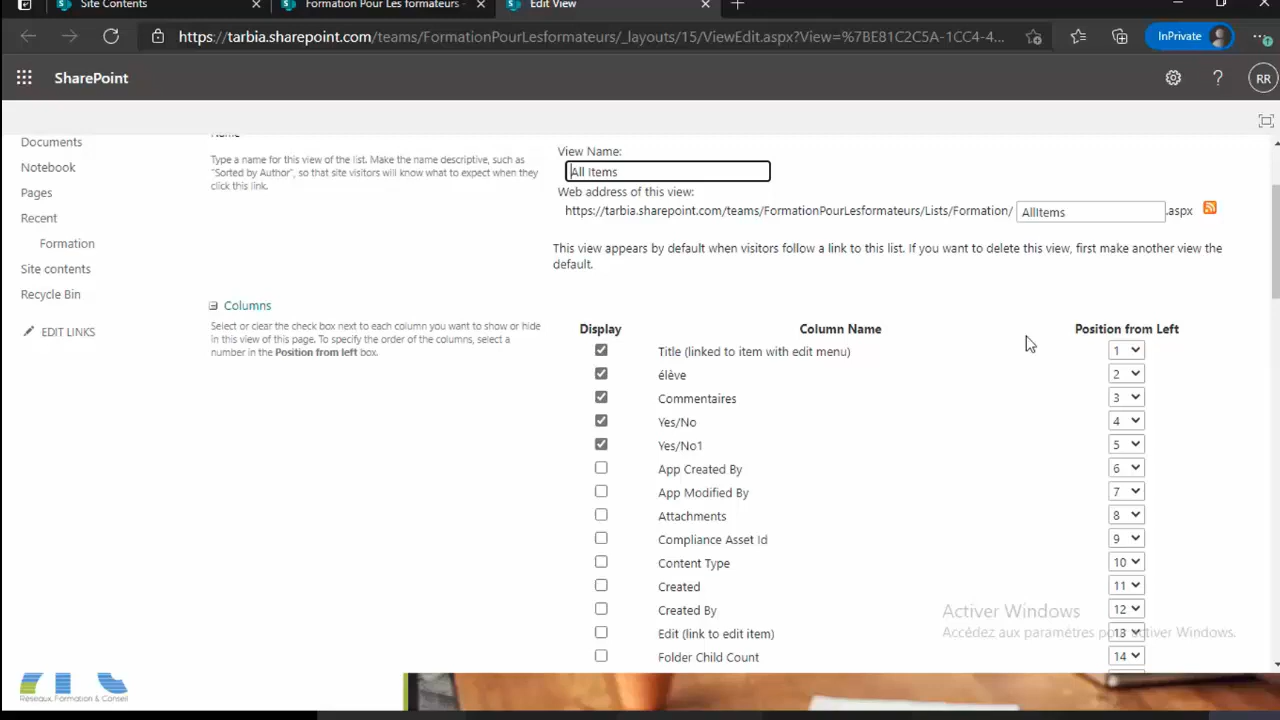 Site Contents
Formation Pour Les formateurs -
Edit View
https://tarbia.sharepoint.com/teams/FormationPourLesformateurs/_layouts/15/ViewEdit.aspx?View=%7BE81C2C5A-1CC4-4...
InPrivate
SharePoint
?
RR
Documents
Notebook
Pages
Recent
Formation
Site contents
Recycle Bin
EDIT LINKS
Name
Type a name for this view of the list. Make the name descriptive, such as
"Sorted by Author", so that site visitors will know what to expect when they
click this link.
View Name:
All Items
Web address of this view:
https://tarbia.sharepoint.com/teams/FormationPourLesformateurs/Lists/Formation/ AllItems .aspx
This view appears by default when visitors follow a link to this list. If you want to delete this view, first make another view the
default.
Columns
Select or clear the check box next to each column you want to show or hide
in this view of this page. To specify the order of the columns, select a
number in the Position from left box.
Display Column Name Position from Left
Title (linked to item with edit menu) 1
élève 2
Commentaires 3
Yes/No 4
Yes/No1 5
App Created By 6
App Modified By 7
Attachments 8
Compliance Asset Id 9
Content Type 10
Created 11
Created By 12
Edit (link to edit item) 13
Folder Child Count 14
Activer Windows
Accédez aux paramètres pour activer Windows.
Réseaux, Formation & Conseil